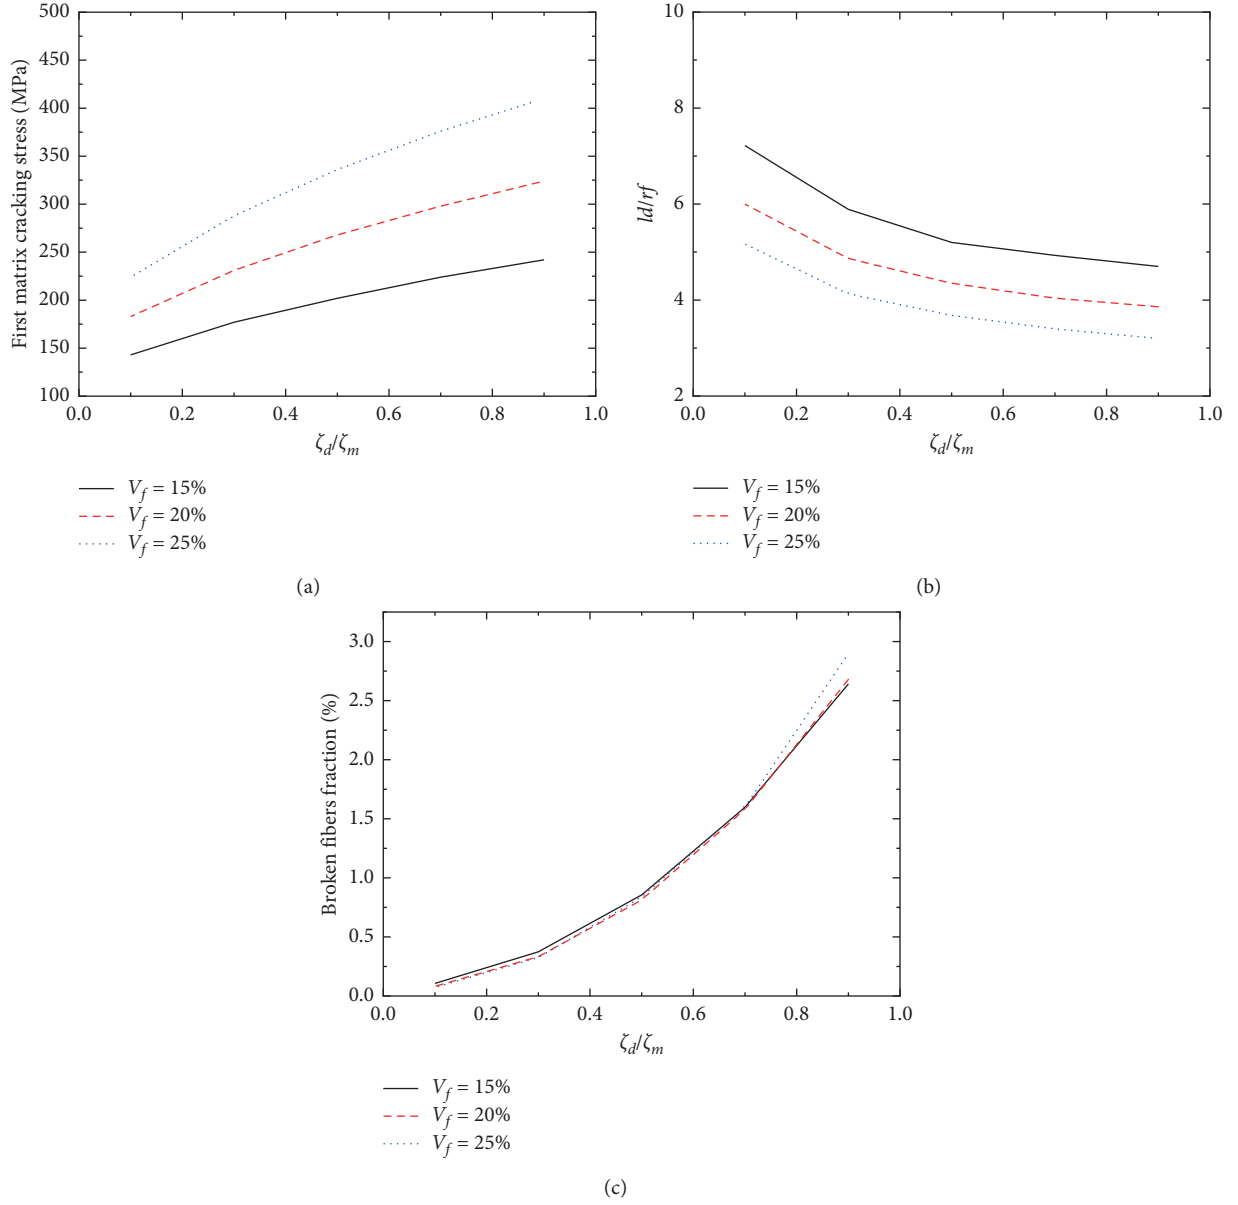 500
450
400
350
300
250
200
150
100
First matrix cracking stress (MPa)
0.0 0.2 0.4 0.6 0.8 1.0
ζd/ζm
Vf = 15%
Vf = 20%
Vf = 25%
(a)
10
8
6
4
2
ld/rf
0.0 0.2 0.4 0.6 0.8 1.0
ζd/ζm
Vf = 15%
Vf = 20%
Vf = 25%
(b)
3.0
2.5
2.0
1.5
1.0
0.5
0.0
Broken fibers fraction (%)
0.0 0.2 0.4 0.6 0.8 1.0
ζd/ζm
Vf = 15%
Vf = 20%
Vf = 25%
(c)